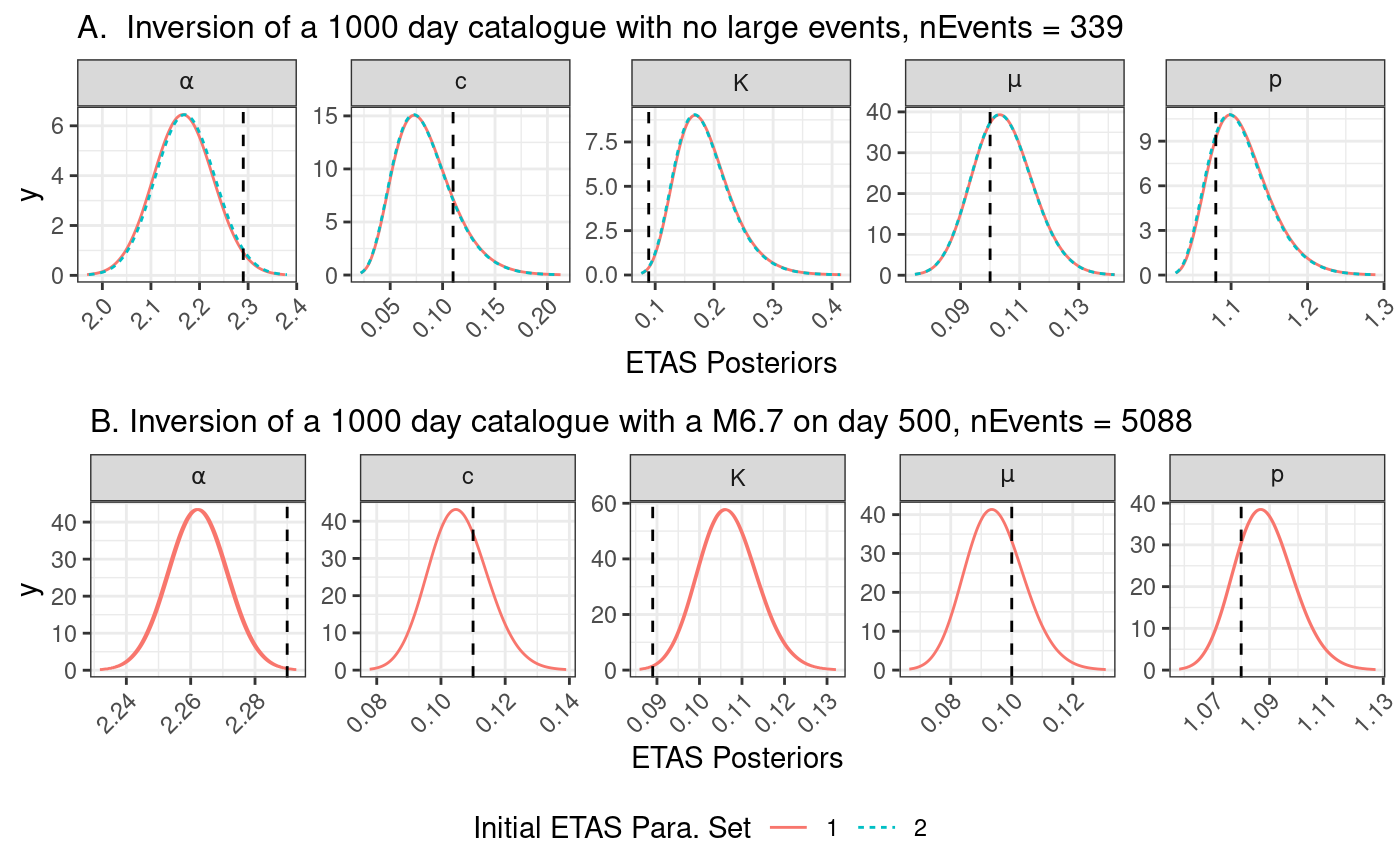 A.  Inversion of a 1000 day catalogue with no large events, nEvents = 339
α c K μ p
y
6 4 2 0
15 10 5 0
7.5 5.0 2.5 0.0
40 30 20 10 0
9 6 3 0
2.0 2.1 2.2 2.3 2.4
0.05 0.10 0.15 0.20
0.1 0.2 0.3 0.4
0.09 0.11 0.13
1.1 1.2 1.3
ETAS Posteriors
B. Inversion of a 1000 day catalogue with a M6.7 on day 500, nEvents = 5088
α c K μ p
y
40 30 20 10 0
40 30 20 10 0
60 40 20 0
40 30 20 10 0
40 30 20 10 0
2.24 2.26 2.28
0.08 0.10 0.12 0.14
0.09 0.10 0.11 0.12 0.13
0.08 0.10 0.12
1.07 1.09 1.11 1.13
ETAS Posteriors
Initial ETAS Para. Set 1 2